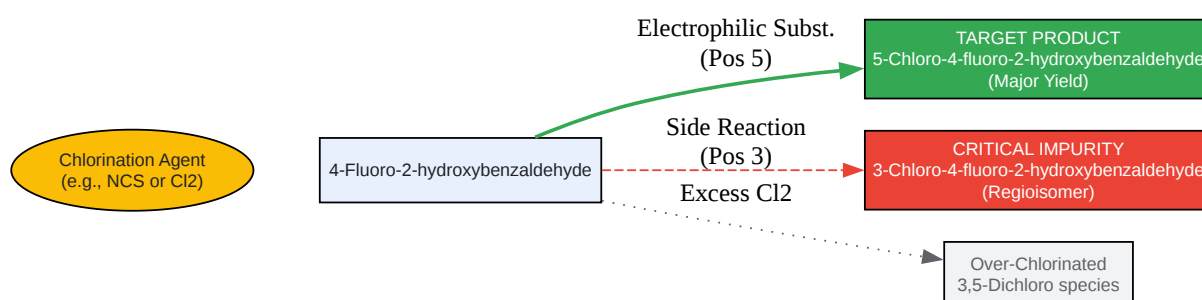 Chlorination Agent
(e.g., NCS or Cl2)
4-Fluoro-2-hydroxybenzaldehyde
Electrophilic Subst.
(Pos 5)
Side Reaction
(Pos 3)
Excess Cl2
TARGET PRODUCT
5-Chloro-4-fluoro-2-hydroxybenzaldehyde
(Major Yield)
CRITICAL IMPURITY
3-Chloro-4-fluoro-2-hydroxybenzaldehyde
(Regioisomer)
Over-Chlorinated
3,5-Dichloro species